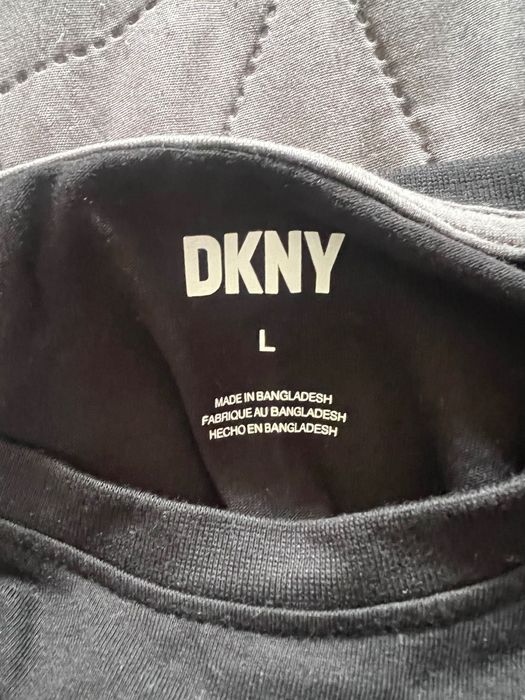 DKNY
L
MADE IN BANGLADESH
FABRIQUE AU BANGLADESH
HECHO EN BANGLADESH